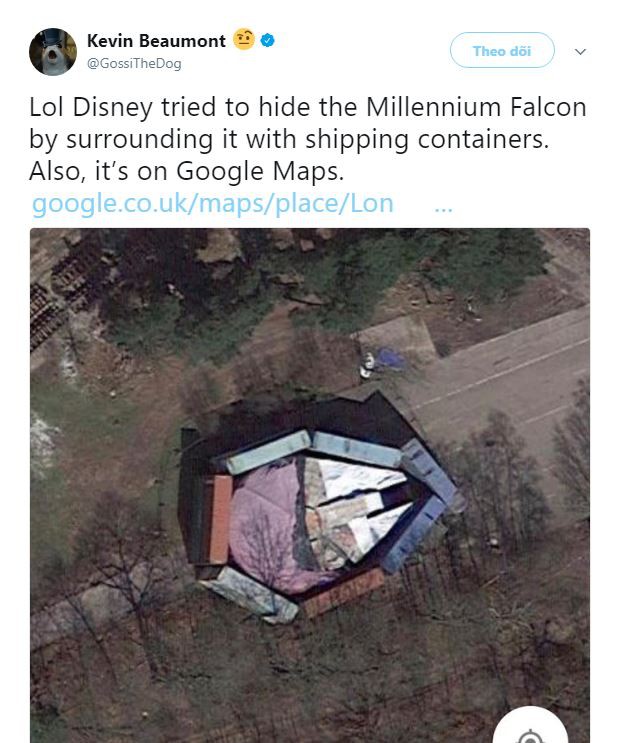 Kevin Beaumont
@GossiTheDog
Theo dõi
Lol Disney tried to hide the Millennium Falcon
by surrounding it with shipping containers.
Also, it’s on Google Maps.
google.co.uk/maps/place/Lon ...